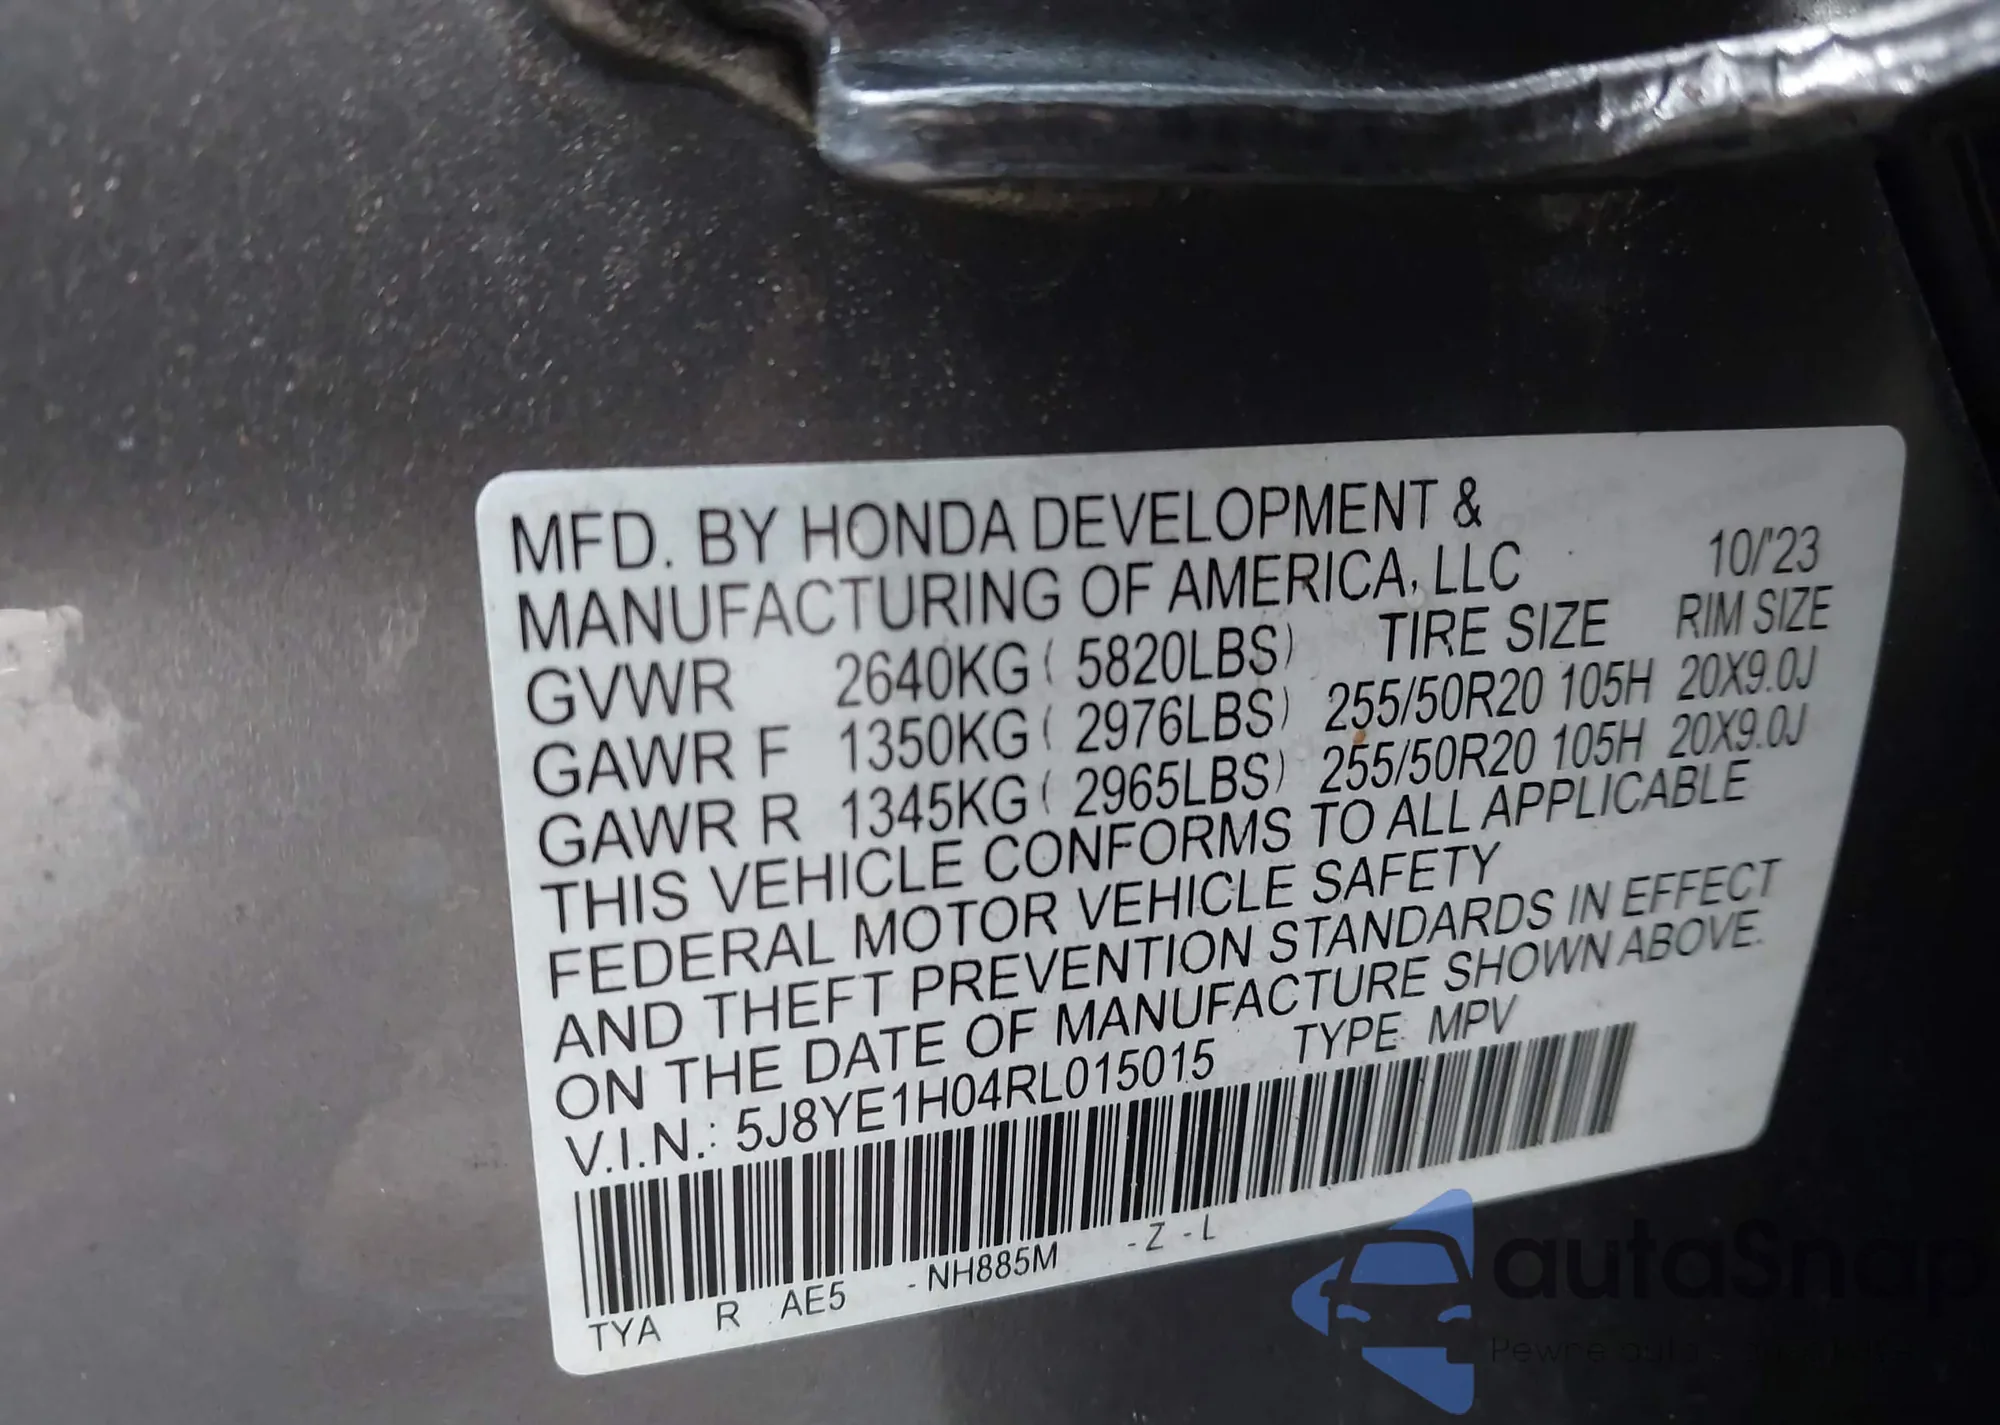 MFD. BY HONDA DEVELOPMENT &
MANUFACTURING OF AMERICA, LLC 10/'23
GVWR 2640KG ( 5820LBS) TIRE SIZE RIM SIZE
GAWR F 1350KG ( 2976LBS) 255/50R20 105H 20X9.0J
GAWR R 1345KG ( 2965LBS) 255/50R20 105H 20X9.0J
THIS VEHICLE CONFORMS TO ALL APPLICABLE
FEDERAL MOTOR VEHICLE SAFETY
AND THEFT PREVENTION STANDARDS IN EFFECT
ON THE DATE OF MANUFACTURE SHOWN ABOVE.
V.I.N.: 5J8YE1H04RL015015 TYPE: MPV
TYA R AE5 -NH885M -Z -L
autaSnap
Pewne auta